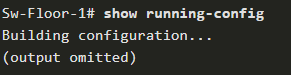 Sw-Floor-1# show running-config
Building configuration...
(output omitted)